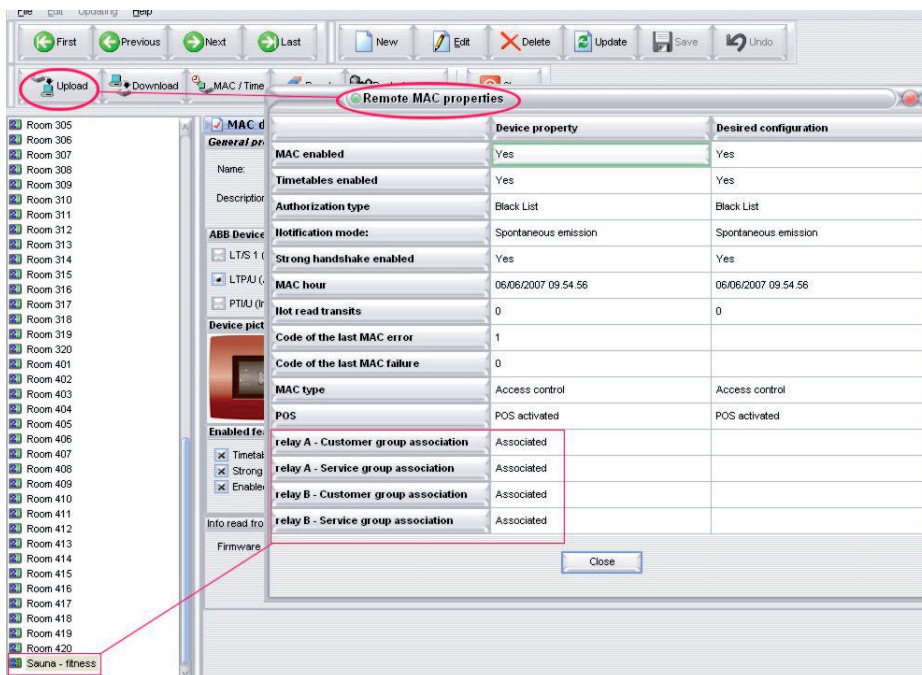 File Edit Updating Help
First Previous Next Last New Edit Delete Update Save Undo
Upload Download MAC / Time
Remote MAC properties
Room 305
Room 306
Room 307
Room 308
Room 309
Room 310
Room 311
Room 312
Room 313
Room 314
Room 315
Room 316
Room 317
Room 318
Room 319
Room 320
Room 401
Room 402
Room 403
Room 404
Room 405
Room 406
Room 407
Room 408
Room 409
Room 410
Room 411
Room 412
Room 413
Room 414
Room 415
Room 416
Room 417
Room 418
Room 419
Room 420
Sauna - fitness
MAC d
General pr
Name:
Description
ABB Device
LT/S 1 (
LTP/U (
PTI/U (In
Device pict
Enabled fea
Timetab
Strong
Enable
Info read fro
Firmware
Device property Desired configuration
MAC enabled Yes Yes
Timetables enabled Yes Yes
Authorization type Black List Black List
Notification mode: Spontaneous emission Spontaneous emission
Strong handshake enabled Yes Yes
MAC hour 06/06/2007 09.54.56 06/06/2007 09.54.56
Not read transits 0 0
Code of the last MAC error 1
Code of the last MAC failure 0
MAC type Access control Access control
POS POS activated POS activated
relay A - Customer group association Associated
relay A - Service group association Associated
relay B - Customer group association Associated
relay B - Service group association Associated
Close